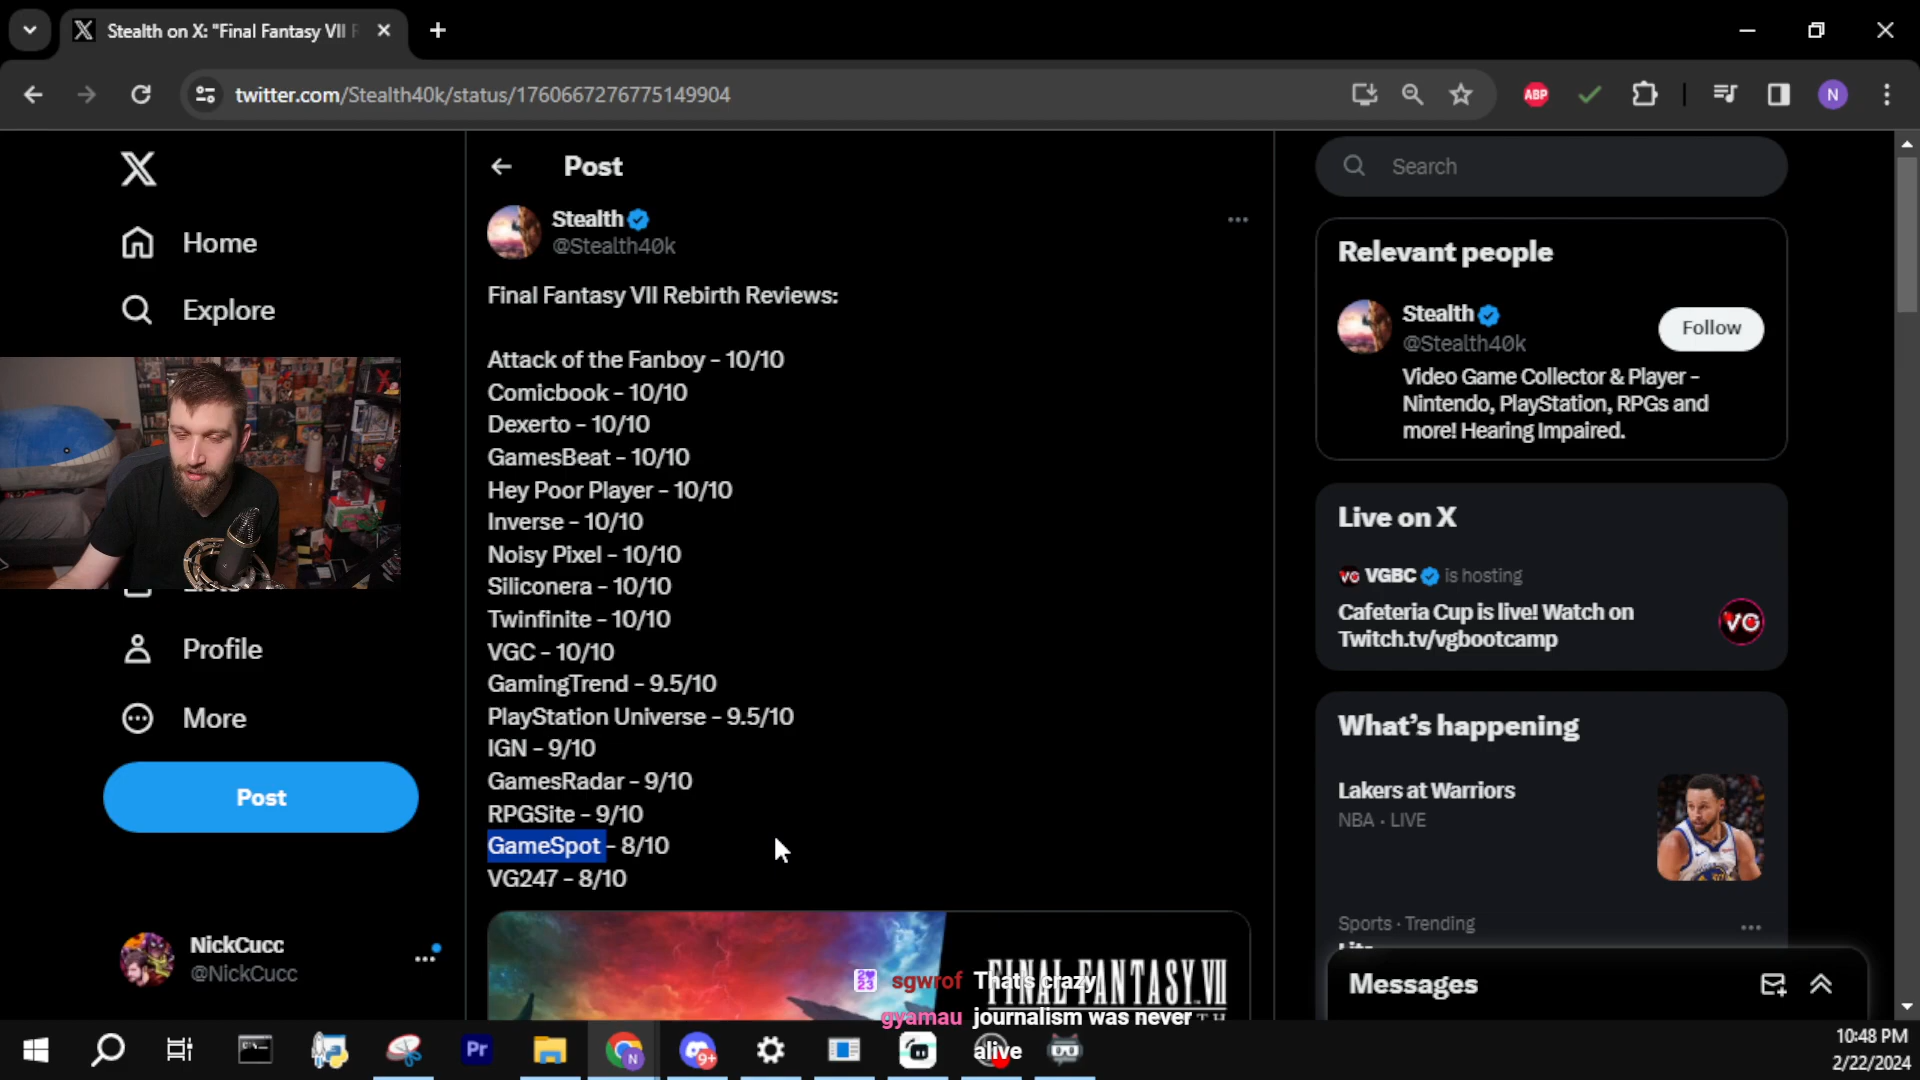 Stealth on X: "Final Fantasy VII R
twitter.com/Stealth40k/status/1760667276775149904
ABP
N
Home
Explore
Profile
More
Post
NickCucc
@NickCucc
Post
Stealth
@Stealth40k
Final Fantasy VII Rebirth Reviews:
Attack of the Fanboy - 10/10
Comicbook - 10/10
Dexerto - 10/10
GamesBeat - 10/10
Hey Poor Player - 10/10
Inverse - 10/10
Noisy Pixel - 10/10
Siliconera - 10/10
Twinfinite - 10/10
VGC - 10/10
GamingTrend - 9.5/10
PlayStation Universe - 9.5/10
IGN - 9/10
GamesRadar - 9/10
RPGSite - 9/10
GameSpot - 8/10
VG247 - 8/10
FINAL FANTASY VII
sgwrof That's crazy
gyamau journalism was never
alive
Search
Relevant people
Stealth
@Stealth40k
Follow
Video Game Collector & Player -
Nintendo, PlayStation, RPGs and
more! Hearing Impaired.
Live on X
VG VGBC is hosting
Cafeteria Cup is live! Watch on
Twitch.tv/vgbootcamp
VG
What's happening
Lakers at Warriors
NBA · LIVE
Sports · Trending
Messages
Pr
N
9+
10:48 PM
2/22/2024